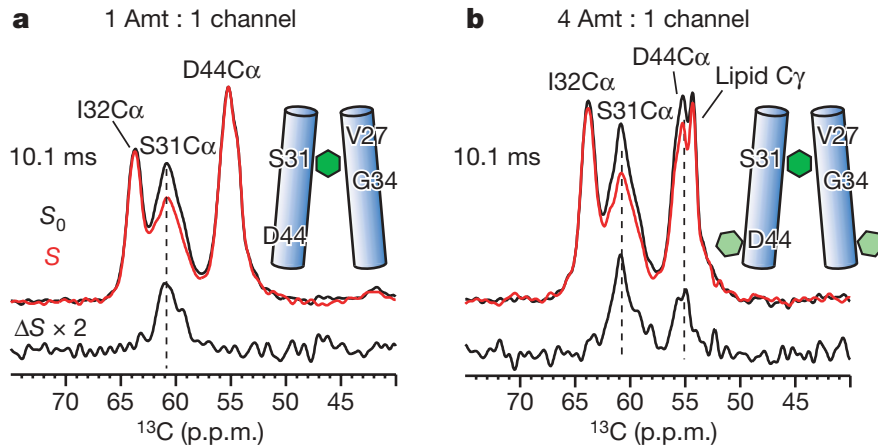 a 1 Amt : 1 channel
I32Cα
S31Cα
D44Cα
10.1 ms
S0
S
ΔS × 2
S31
V27
G34
D44
70 65 60 55 50 45
13C (p.p.m.)
b 4 Amt : 1 channel
I32Cα
S31Cα
D44Cα
Lipid Cγ
10.1 ms
S31
V27
G34
D44
70 65 60 55 50 45
13C (p.p.m.)